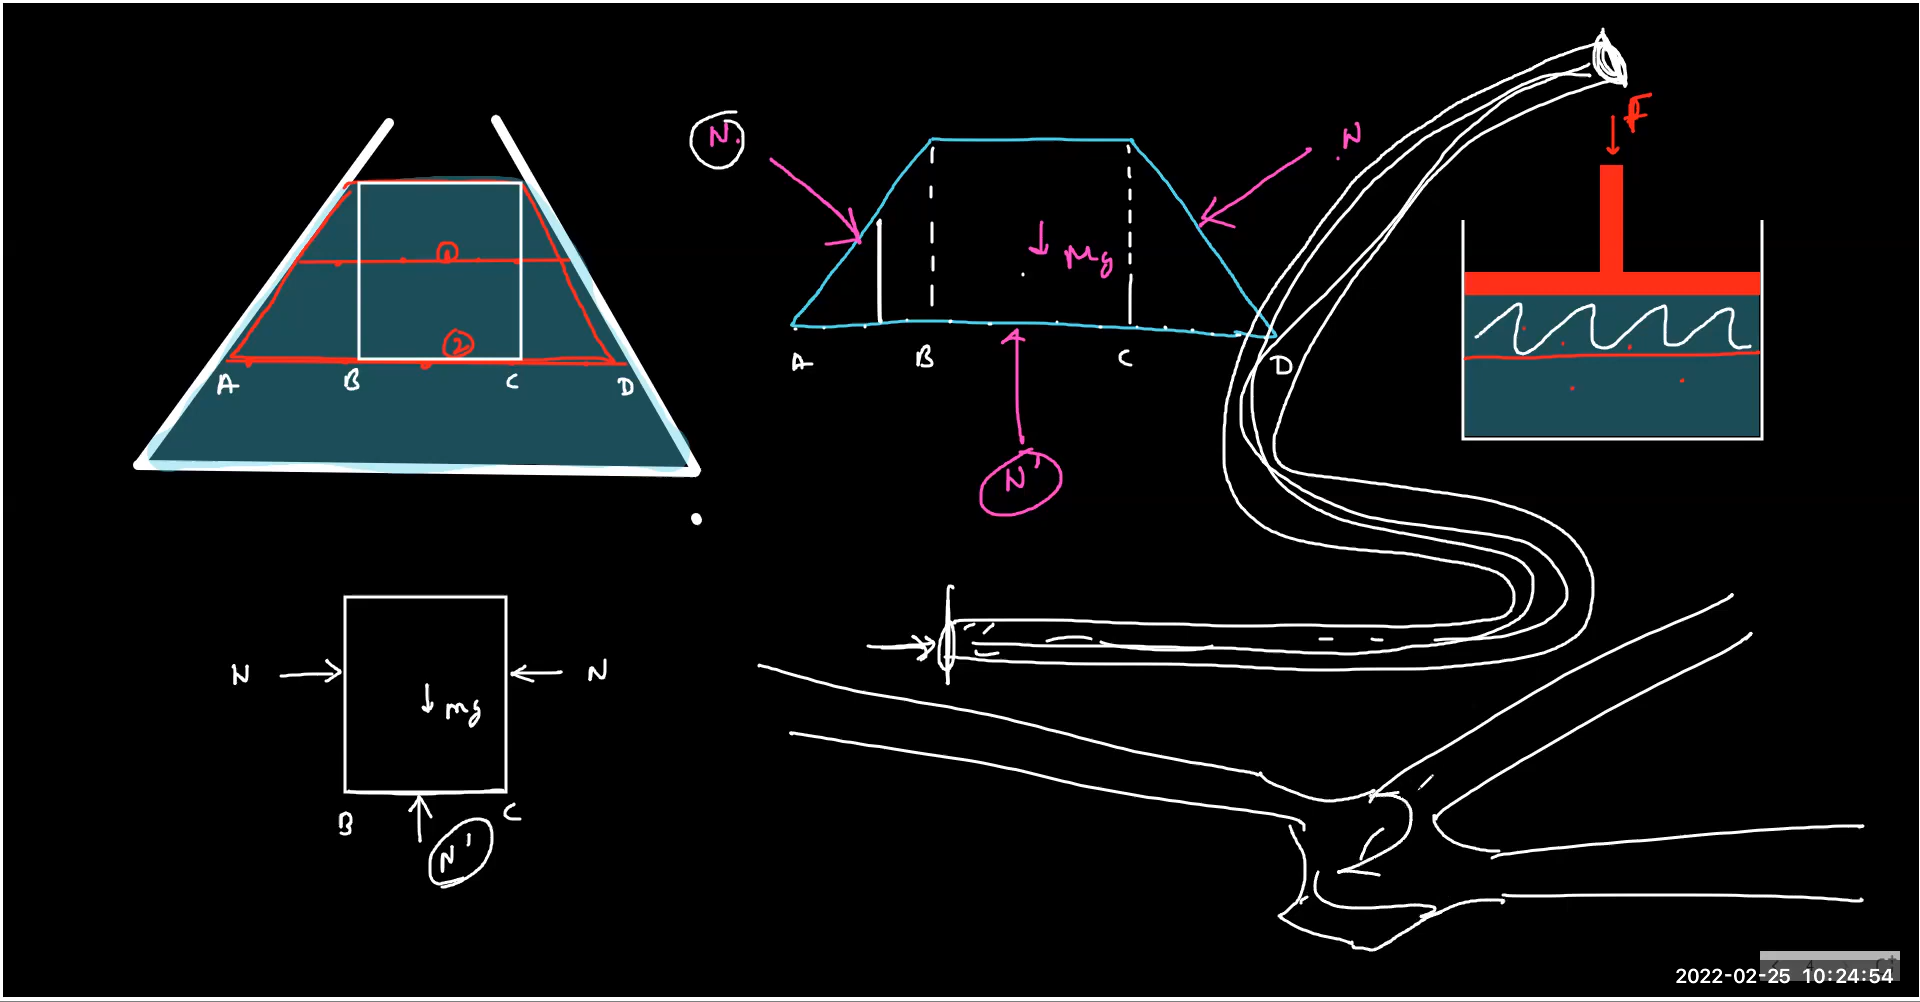 ①
②
A B C D
N
N
Mg
A B C D
N'
F
N N
mg
B C
N'
2022-02-25 10:24:54